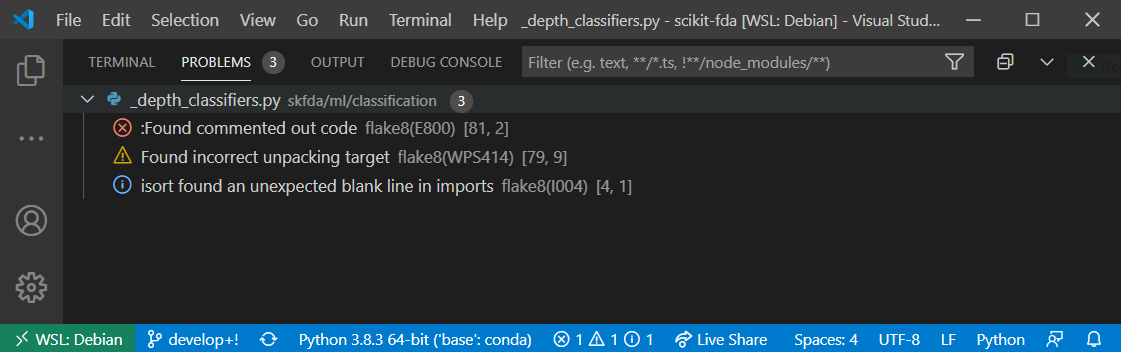 File Edit Selection View Go Run Terminal Help _depth_classifiers.py - scikit-fda [WSL: Debian] - Visual Stud...
TERMINAL PROBLEMS 3 OUTPUT DEBUG CONSOLE Filter (e.g. text, **/*.ts, !**/node_modules/**)
_depth_classifiers.py skfda/ml/classification 3
:Found commented out code flake8(E800) [81, 2]
Found incorrect unpacking target flake8(WPS414) [79, 9]
isort found an unexpected blank line in imports flake8(I004) [4, 1]
WSL: Debian develop+! Python 3.8.3 64-bit ('base': conda) 1 1 1 Live Share Spaces: 4 UTF-8 LF Python